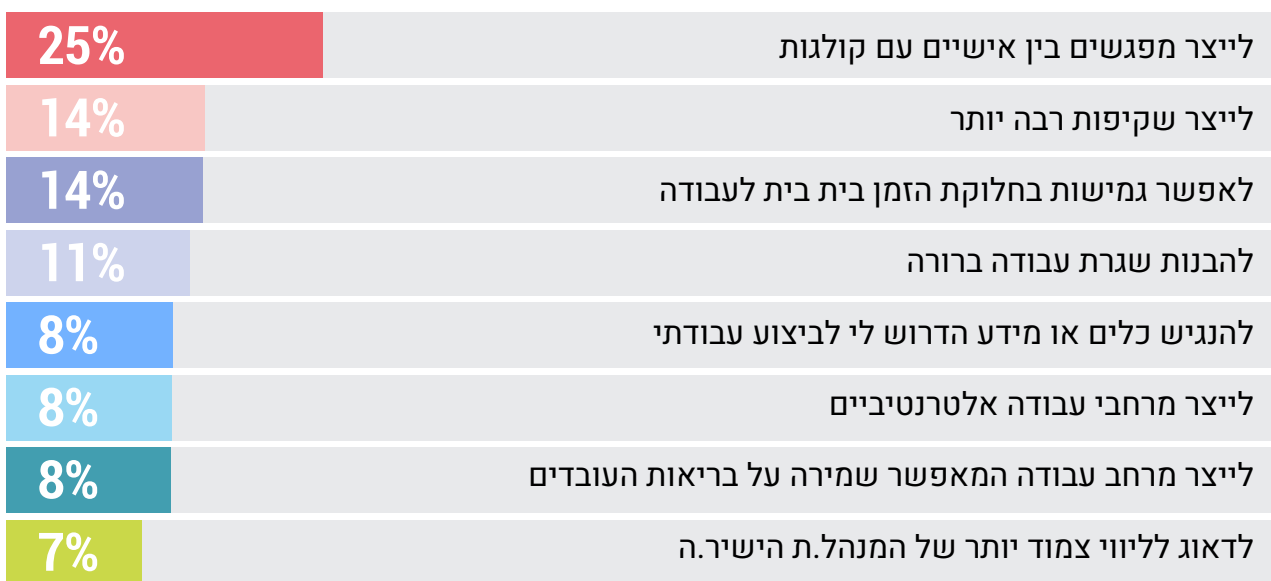 לייצר מפגשים בין אישיים עם קולגות 25%
לייצר שקיפות רבה יותר 14%
לאפשר גמישות בחלוקת הזמן בית בית לעבודה 14%
להבנות שגרת עבודה ברורה 11%
להנגיש כלים או מידע הדרוש לי לביצוע עבודתי 8%
לייצר מרחבי עבודה אלטרנטיביים 8%
לייצר מרחב עבודה המאפשר שמירה על בריאות העובדים 8%
לדאוג לליווי צמוד יותר של המנהל.ת הישיר.ה 7%